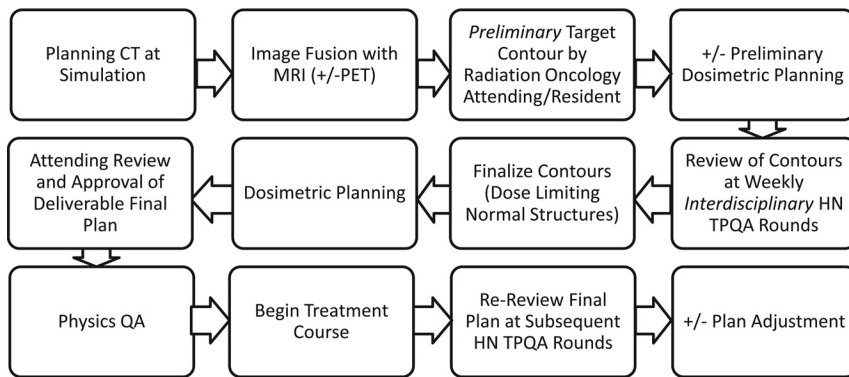 Planning CT at
Simulation
Image Fusion with
MRI (+/-PET)
Preliminary Target
Contour by
Radiation Oncology
Attending/Resident
+/- Preliminary
Dosimetric Planning
Review of Contours
at Weekly
Interdisciplinary HN
TPQA Rounds
Finalize Contours
(Dose Limiting
Normal Structures)
Dosimetric Planning
Attending Review
and Approval of
Deliverable Final
Plan
Physics QA
Begin Treatment
Course
Re-Review Final
Plan at Subsequent
HN TPQA Rounds
+/- Plan Adjustment